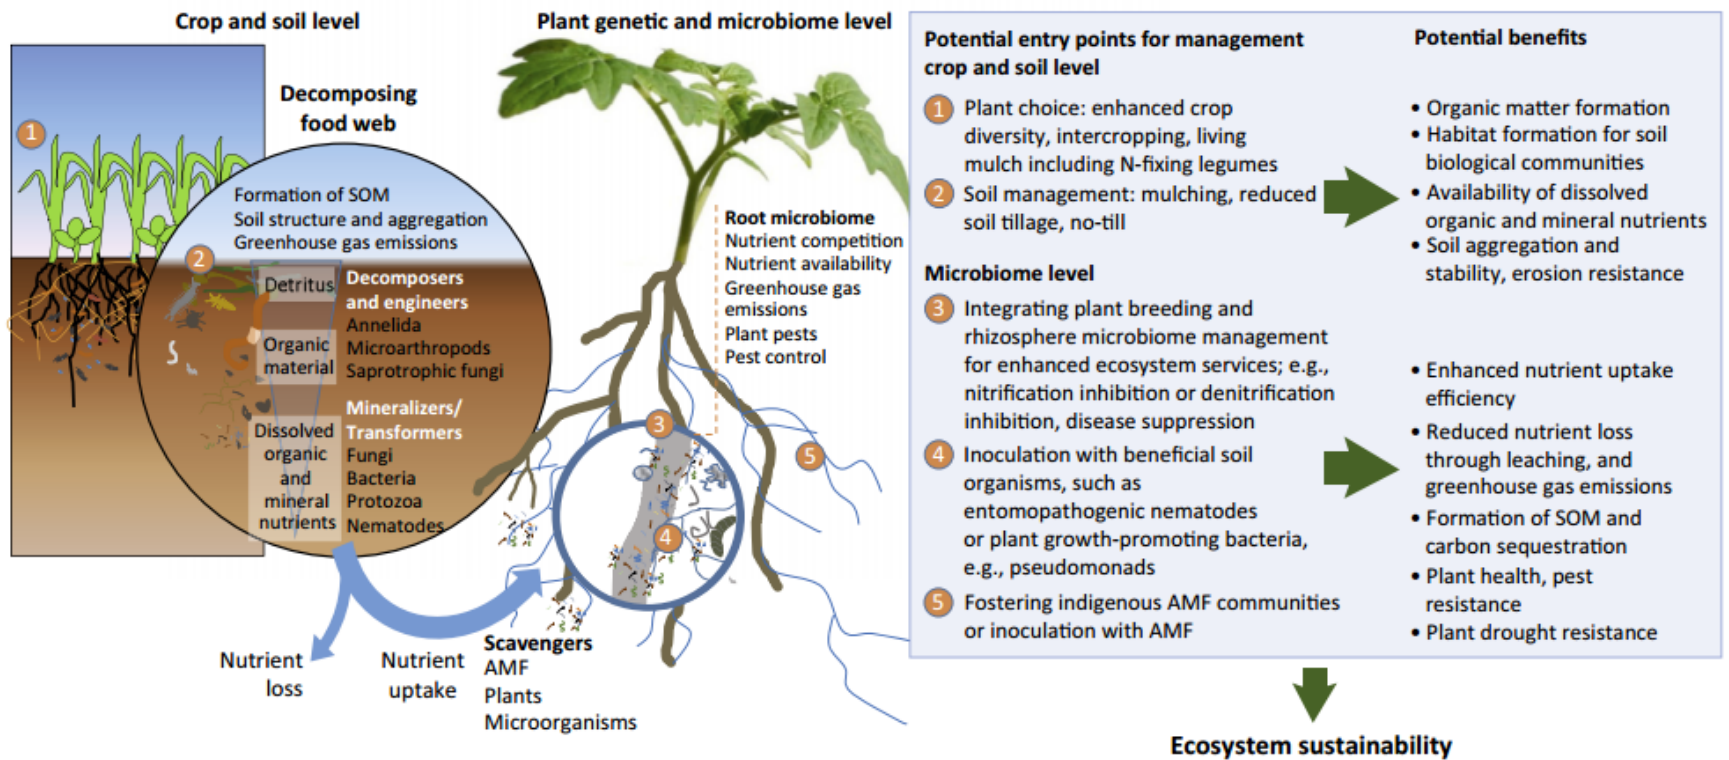 Crop and soil level
Decomposing
food web
1
Formation of SOM
Soil structure and aggregation
Greenhouse gas emissions
2
Detritus
Organic
material
Dissolved
organic
and
mineral
nutrients
Decomposers
and engineers
Annelida
Microarthropods
Saprotrophic fungi
Mineralizers/
Transformers
Fungi
Bacteria
Protozoa
Nematodes
Nutrient
loss
Nutrient
uptake
Plant genetic and microbiome level
Root microbiome
Nutrient competition
Nutrient availability
Greenhouse gas
emissions
Plant pests
Pest control
3
4
5
Scavengers
AMF
Plants
Microorganisms
Potential entry points for management
crop and soil level
1 Plant choice: enhanced crop
diversity, intercropping, living
mulch including N-fixing legumes
2 Soil management: mulching, reduced
soil tillage, no-till
Microbiome level
3 Integrating plant breeding and
rhizosphere microbiome management
for enhanced ecosystem services; e.g.,
nitrification inhibition or denitrification
inhibition, disease suppression
4 Inoculation with beneficial soil
organisms, such as
entomopathogenic nematodes
or plant growth-promoting bacteria,
e.g., pseudomonads
5 Fostering indigenous AMF communities
or inoculation with AMF
Potential benefits
• Organic matter formation
• Habitat formation for soil
biological communities
• Availability of dissolved
organic and mineral nutrients
• Soil aggregation and
stability, erosion resistance
• Enhanced nutrient uptake
efficiency
• Reduced nutrient loss
through leaching, and
greenhouse gas emissions
• Formation of SOM and
carbon sequestration
• Plant health, pest
resistance
• Plant drought resistance
Ecosystem sustainability